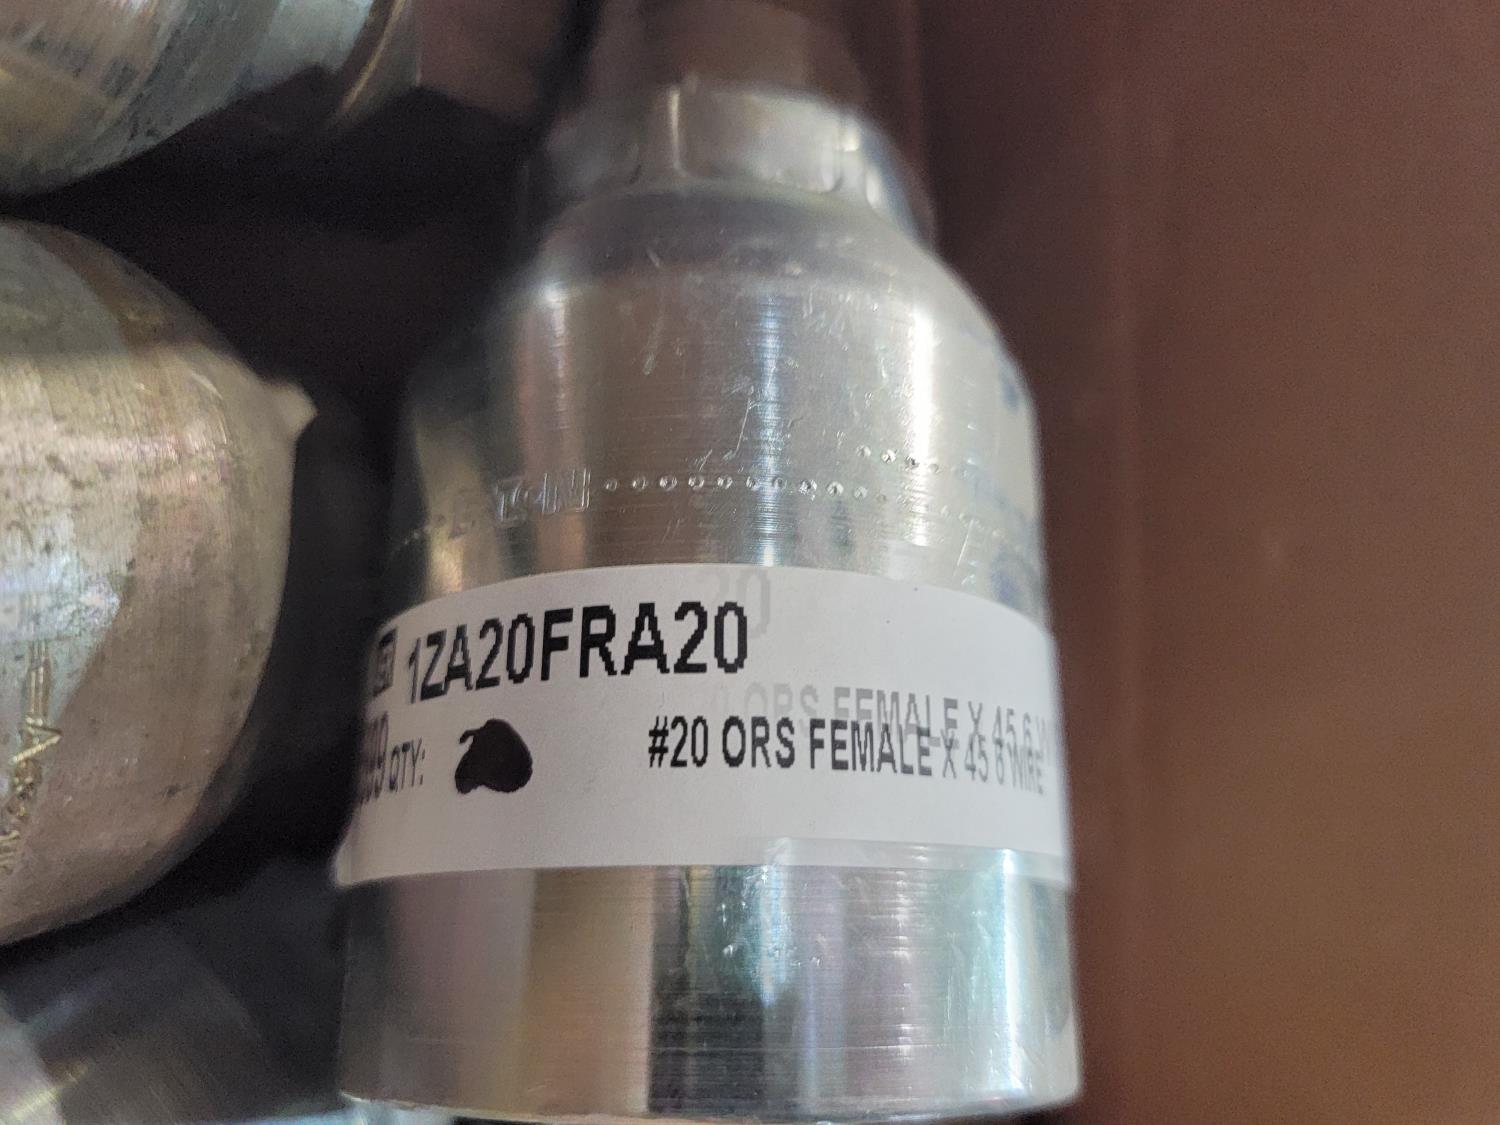 1ZA20FRA20
QTY:
#20 ORS FEMALE X 45 6 WIRE